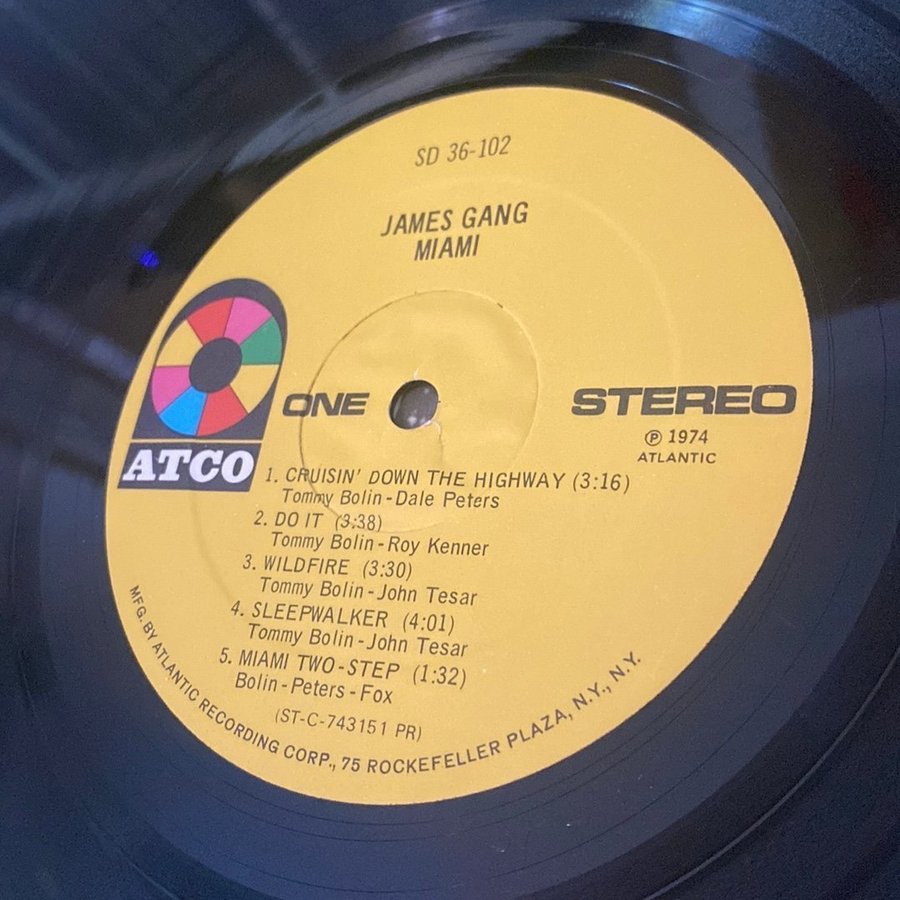 SD 36-102
JAMES GANG
MIAMI
ATCO
ONE
STEREO
℗ 1974
ATLANTIC
1. CRUISIN' DOWN THE HIGHWAY (3:16)
Tommy Bolin-Dale Peters
2. DO IT (3:38)
Tommy Bolin-Roy Kenner
3. WILDFIRE (3:30)
Tommy Bolin-John Tesar
4. SLEEPWALKER (4:01)
Tommy Bolin-John Tesar
5. MIAMI TWO-STEP (1:32)
Bolin-Peters-Fox
(ST-C-743151 PR)
MFG. BY ATLANTIC RECORDING CORP., 75 ROCKEFELLER PLAZA, N.Y., N.Y.